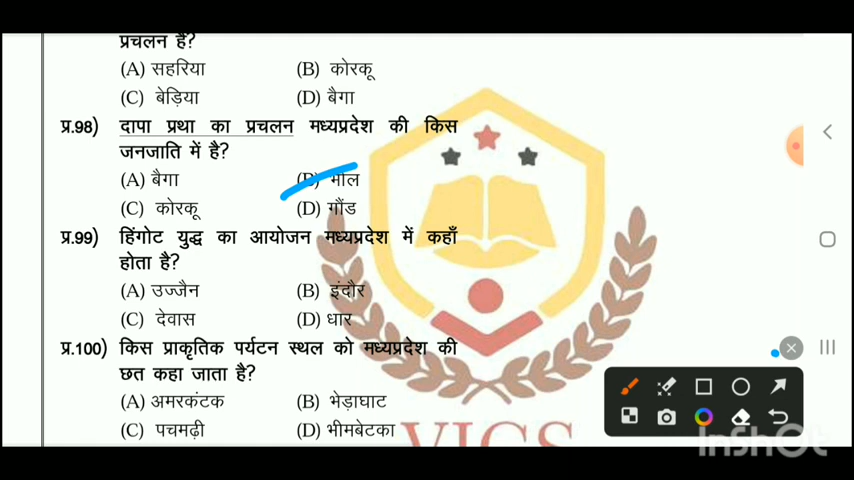 प्रचलन है?
(A) सहरिया (B) कोरकू
(C) बेड़िया (D) बैगा
प्र.98) दापा प्रथा का प्रचलन मध्यप्रदेश की किस
जनजाति में है?
(A) बैगा (B) भील
(C) कोरकू (D) गौंड
प्र.99) हिंगोट युद्ध का आयोजन मध्यप्रदेश में कहाँ
होता है?
(A) उज्जैन (B) इंदौर
(C) देवास (D) धार
प्र.100) किस प्राकृतिक पर्यटन स्थल को मध्यप्रदेश की
छत कहा जाता है?
(A) अमरकंटक (B) भेड़ाघाट
(C) पचमढ़ी (D) भीमबेटका
VICS
InShOt